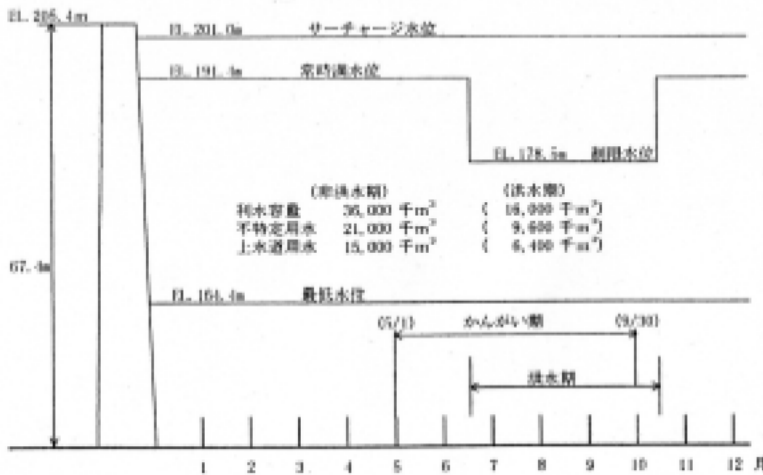 EL.205.4m
EL.201.0m サーチャージ水位
EL.191.4m 常時満水位
EL.178.5m 制限水位
(非洪水期) (洪水期)
利水容量 36,000 千m³ ( 16,000 千m³)
不特定用水 21,000 千m³ ( 9,600 千m³)
上水道用水 15,000 千m³ ( 6,400 千m³)
67.4m
EL.164.4m 最低水位
(5/1) かんがい期 (9/30)
洪水期
1 2 3 4 5 6 7 8 9 10 11 12 月